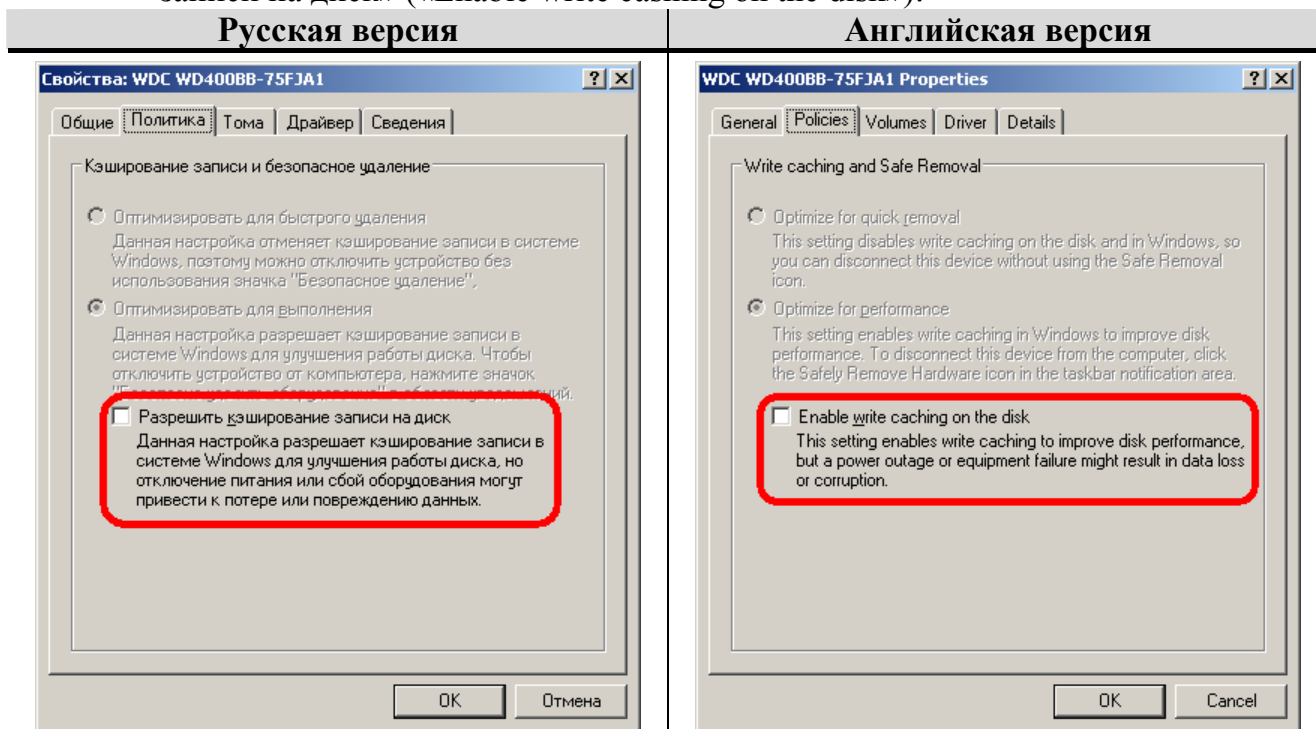 записи на диск» («Enable write cashing on the disk»).
Русская версия
Английская версия
Свойства: WDC WD400BB-75FJA1
Общие Политика Тома Драйвер Сведения
Кэширование записи и безопасное удаление
Оптимизировать для быстрого удаления
Данная настройка отменяет кэширование записи в системе
Windows, поэтому можно отключить устройство без
использования значка "Безопасное удаление",
Оптимизировать для выполнения
Данная настройка разрешает кэширование записи в
системе Windows для улучшения работы диска. Чтобы
отключить устройство от компьютера, нажмите значок
Разрешить кэширование записи на диск
Данная настройка разрешает кэширование записи в
системе Windows для улучшения работы диска, но
отключение питания или сбой оборудования могут
привести к потере или повреждению данных.
OK Отмена
WDC WD400BB-75FJA1 Properties
General Policies Volumes Driver Details
Write caching and Safe Removal
Optimize for quick removal
This setting disables write caching on the disk and in Windows, so
you can disconnect this device without using the Safe Removal
icon.
Optimize for performance
This setting enables write caching in Windows to improve disk
performance. To disconnect this device from the computer, click
the Safely Remove Hardware icon in the taskbar notification area.
Enable write caching on the disk
This setting enables write caching to improve disk performance,
but a power outage or equipment failure might result in data loss
or corruption.
OK Cancel